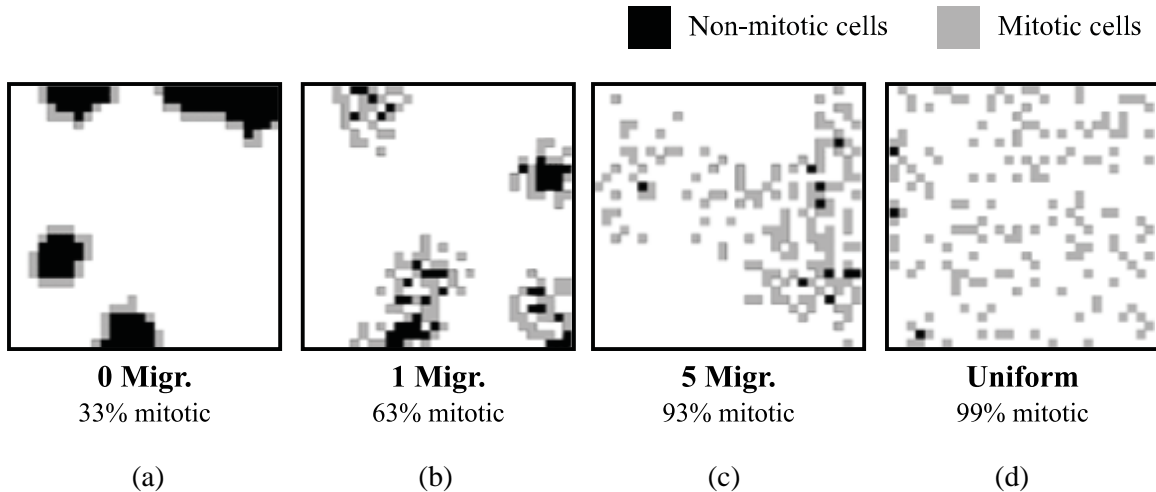 Non-mitotic cells Mitotic cells
0 Migr. 1 Migr. 5 Migr. Uniform
33% mitotic 63% mitotic 93% mitotic 99% mitotic
(a) (b) (c) (d)